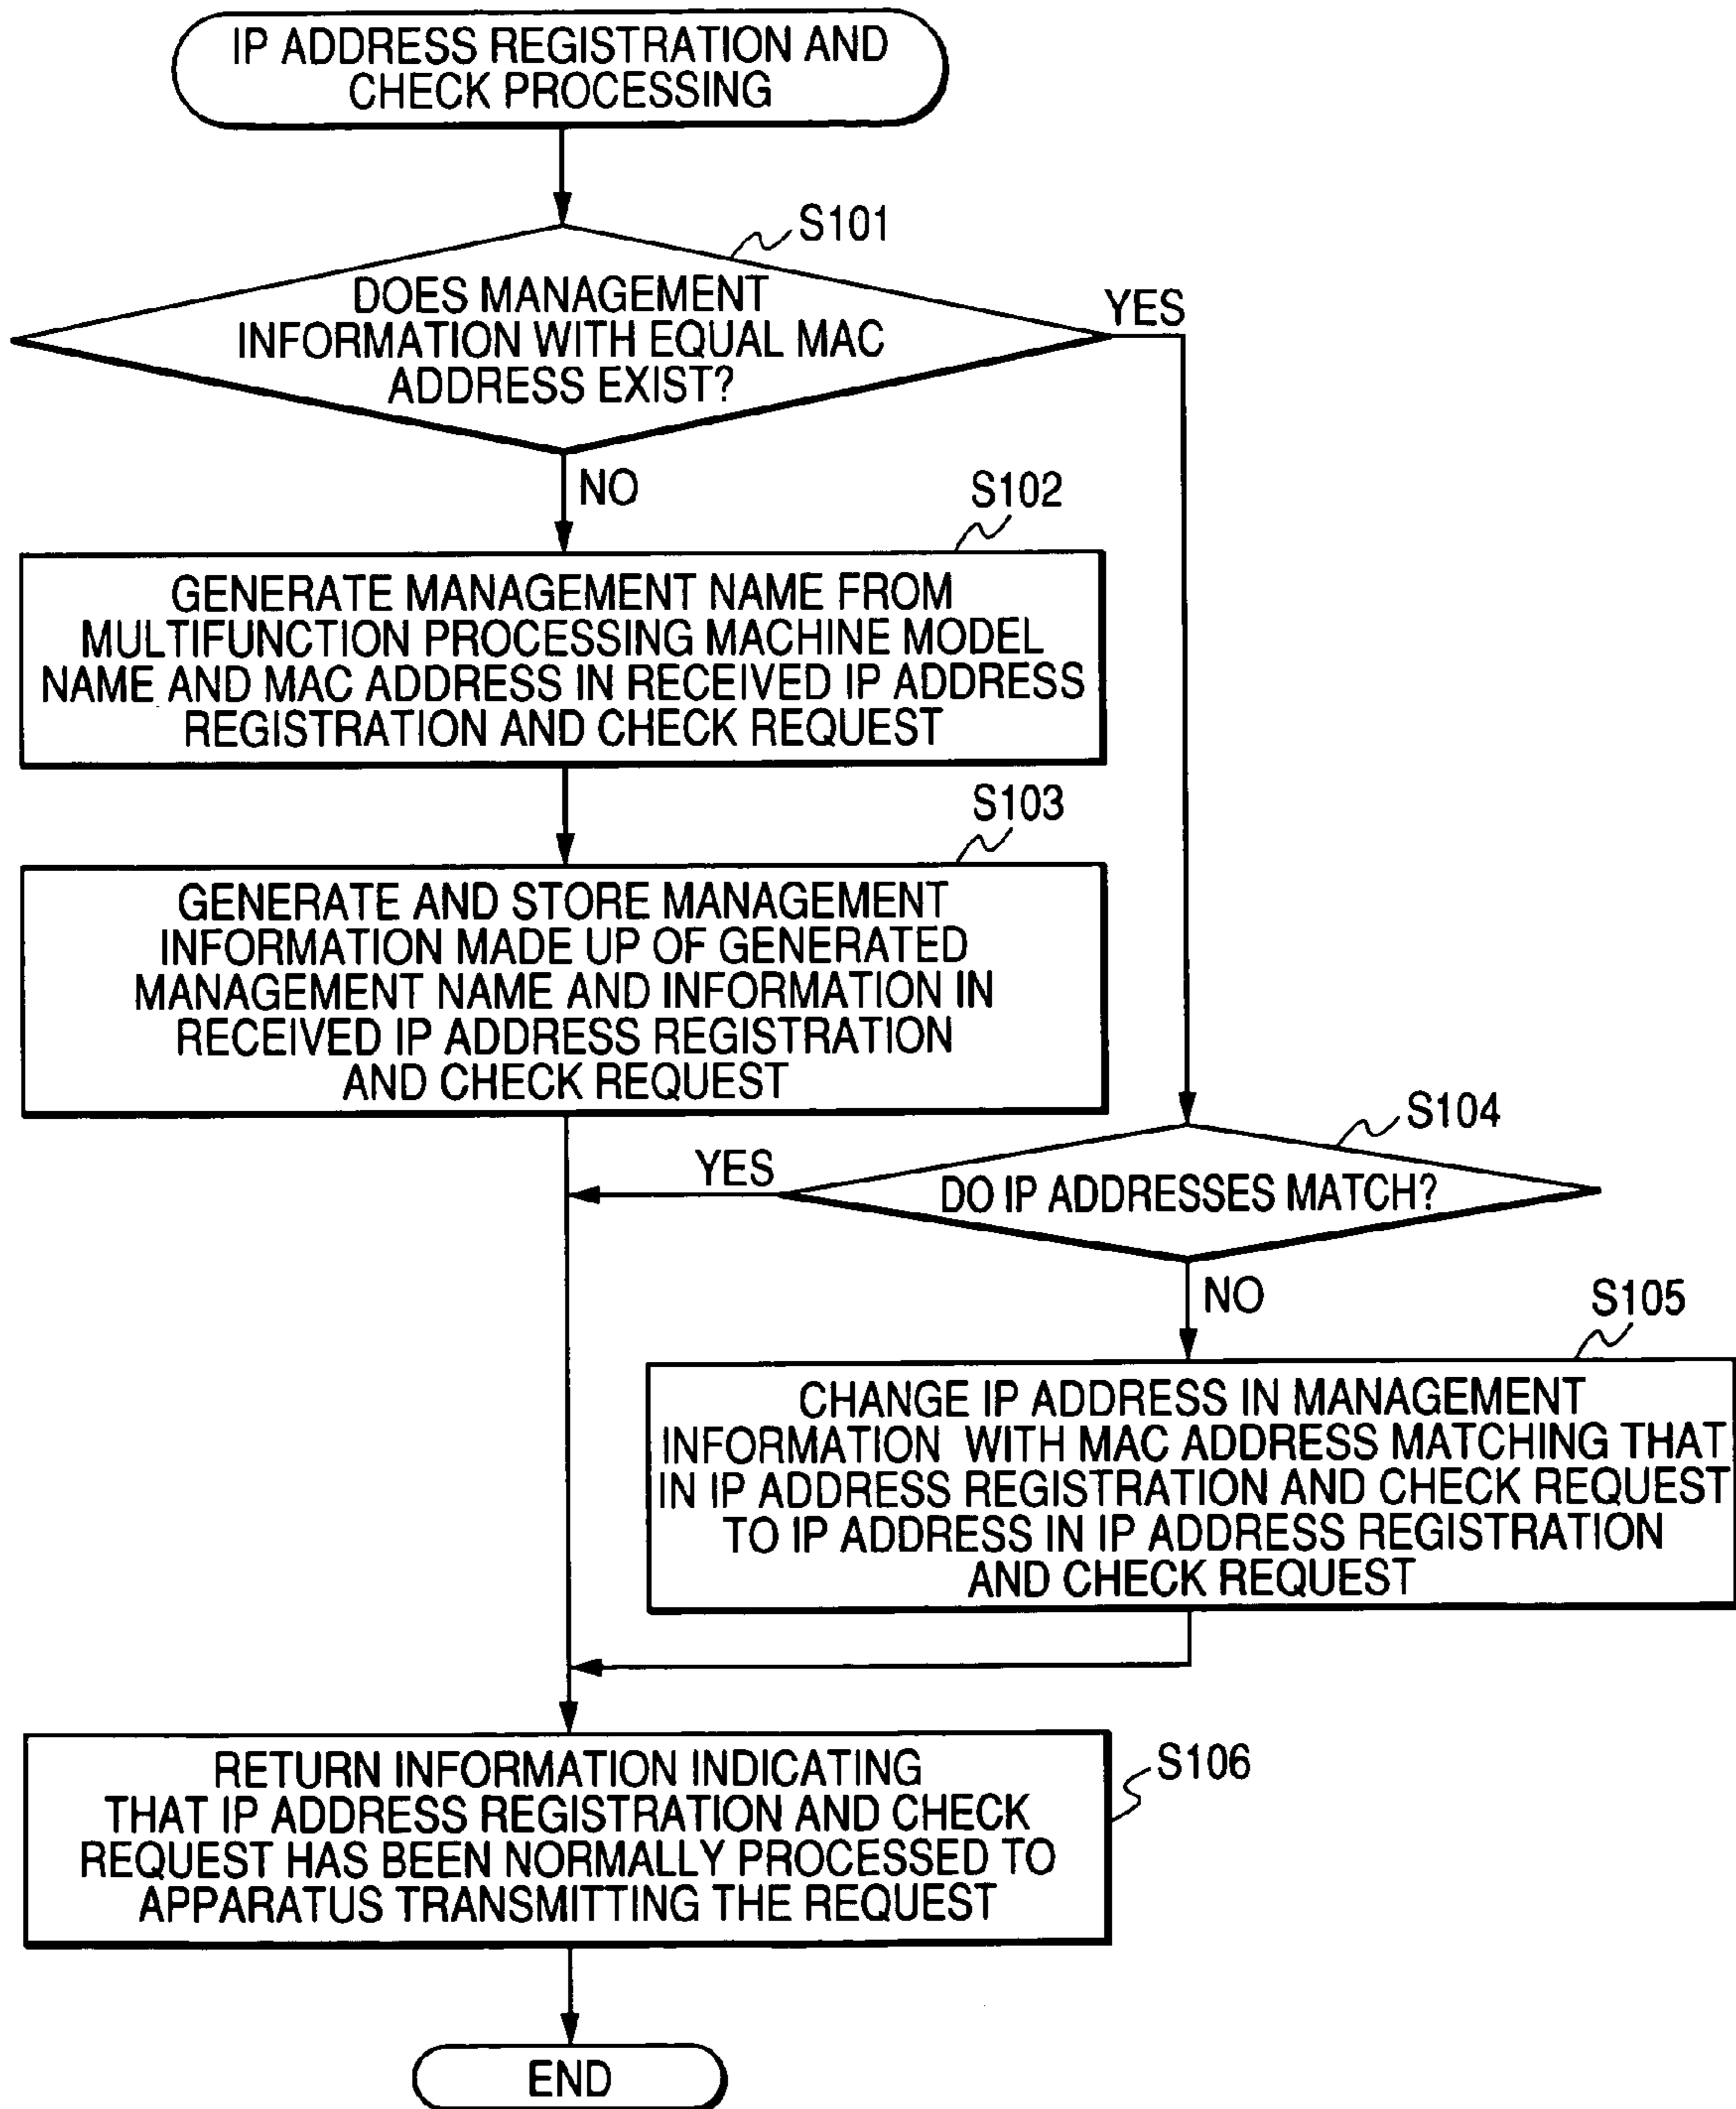 IP ADDRESS REGISTRATION AND
CHECK PROCESSING
S101
DOES MANAGEMENT
INFORMATION WITH EQUAL MAC
ADDRESS EXIST?
YES
NO
S102
GENERATE MANAGEMENT NAME FROM
MULTIFUNCTION PROCESSING MACHINE MODEL
NAME AND MAC ADDRESS IN RECEIVED IP ADDRESS
REGISTRATION AND CHECK REQUEST
S103
GENERATE AND STORE MANAGEMENT
INFORMATION MADE UP OF GENERATED
MANAGEMENT NAME AND INFORMATION IN
RECEIVED IP ADDRESS REGISTRATION
AND CHECK REQUEST
S104
YES
DO IP ADDRESSES MATCH?
NO
S105
CHANGE IP ADDRESS IN MANAGEMENT
INFORMATION WITH MAC ADDRESS MATCHING THAT
IN IP ADDRESS REGISTRATION AND CHECK REQUEST
TO IP ADDRESS IN IP ADDRESS REGISTRATION
AND CHECK REQUEST
S106
RETURN INFORMATION INDICATING
THAT IP ADDRESS REGISTRATION AND CHECK
REQUEST HAS BEEN NORMALLY PROCESSED TO
APPARATUS TRANSMITTING THE REQUEST
END